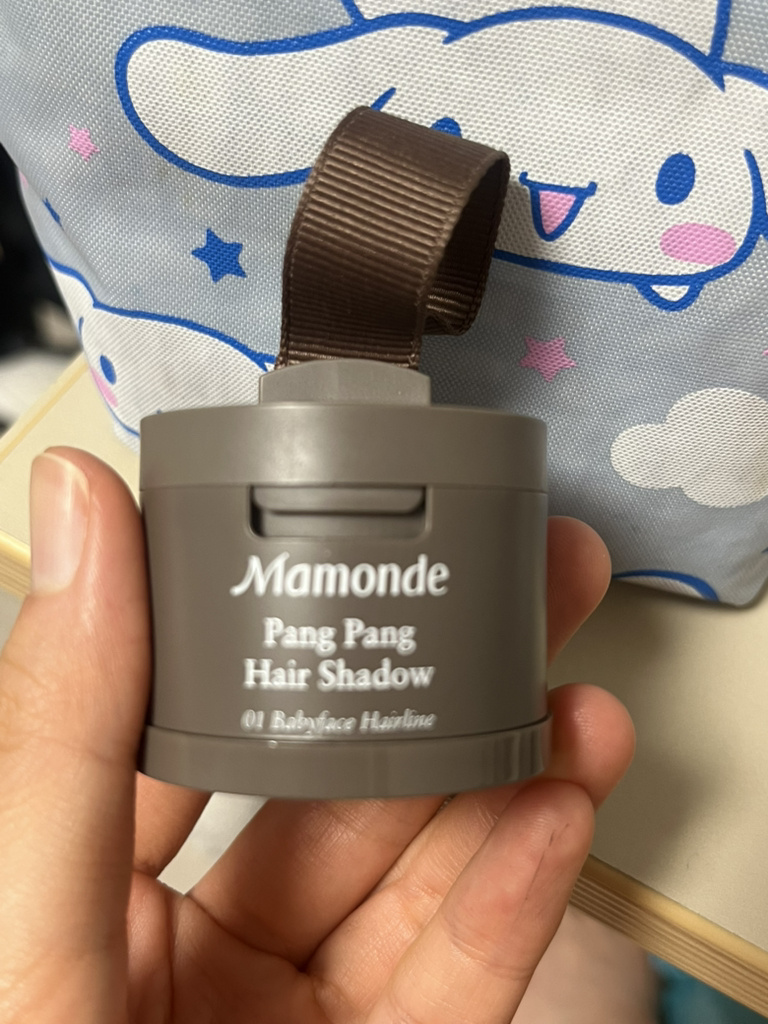 Mamonde
Pang Pang
Hair Shadow
01 Babyface Hairline